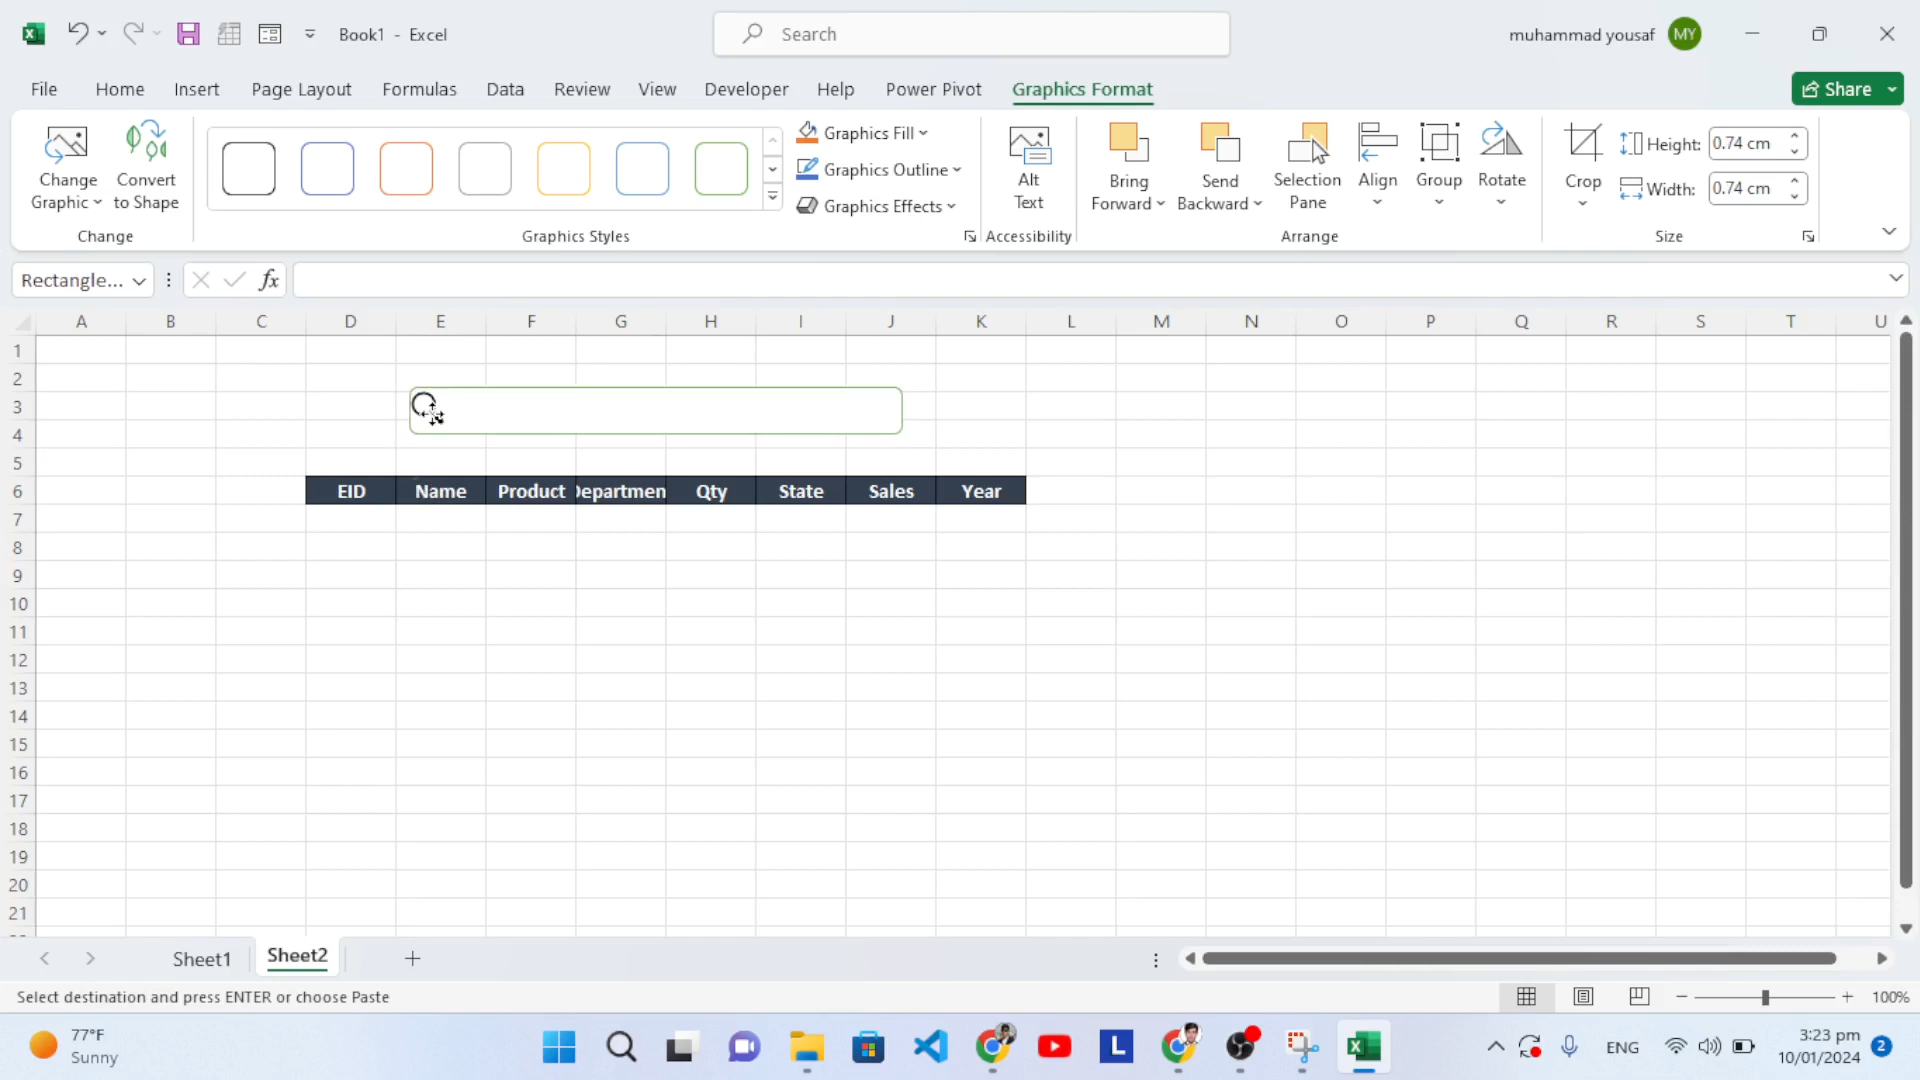 Book1 - Excel
Search
muhammad yousaf MY
File Home Insert Page Layout Formulas Data Review View Developer Help Power Pivot Graphics Format Share
Change Graphic
Convert to Shape
Change
Graphics Fill
Graphics Outline
Graphics Effects
Graphics Styles
Alt Text
Accessibility
Bring Forward
Send Backward
Selection Pane
Align
Group
Rotate
Arrange
Crop
Height: 0.74 cm
Width: 0.74 cm
Size
Rectangle... fx
A B C D E F G H I J K L M N O P Q R S T U
1
2
3
4
5
6 EID Name Product Departmen Qty State Sales Year
7
8
9
10
11
12
13
14
15
16
17
18
19
20
21
Sheet1 Sheet2
Select destination and press ENTER or choose Paste
100%
77°F
Sunny
L
ENG
3:23 pm
10/01/2024
2